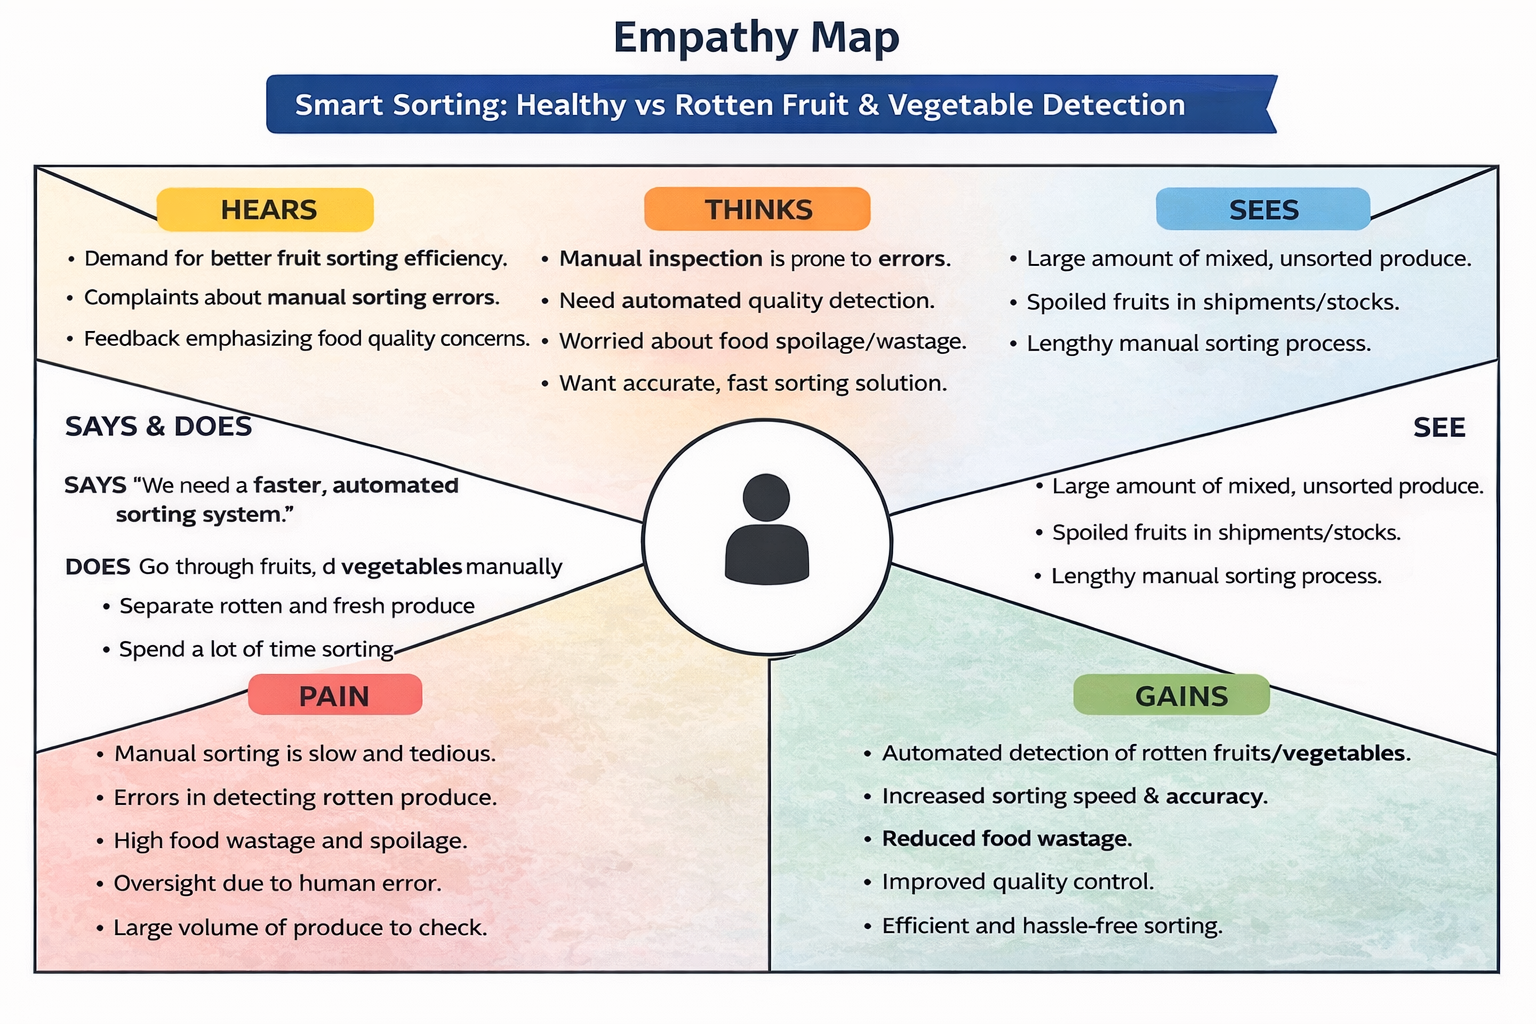 Empathy Map
Smart Sorting: Healthy vs Rotten Fruit & Vegetable Detection
HEARS
• Demand for better fruit sorting efficiency.
• Complaints about manual sorting errors.
• Feedback emphasizing food quality concerns.
THINKS
• Manual inspection is prone to errors.
• Need automated quality detection.
• Worried about food spoilage/wastage.
• Want accurate, fast sorting solution.
SEES
• Large amount of mixed, unsorted produce.
• Spoiled fruits in shipments/stocks.
• Lengthy manual sorting process.
SAYS & DOES
SAYS "We need a faster, automated
sorting system."
DOES Go through fruits, d vegetables manually
• Separate rotten and fresh produce
• Spend a lot of time sorting
SEE
• Large amount of mixed, unsorted produce.
• Spoiled fruits in shipments/stocks.
• Lengthy manual sorting process.
PAIN
• Manual sorting is slow and tedious.
• Errors in detecting rotten produce.
• High food wastage and spoilage.
• Oversight due to human error.
• Large volume of produce to check.
GAINS
• Automated detection of rotten fruits/vegetables.
• Increased sorting speed & accuracy.
• Reduced food wastage.
• Improved quality control.
• Efficient and hassle-free sorting.